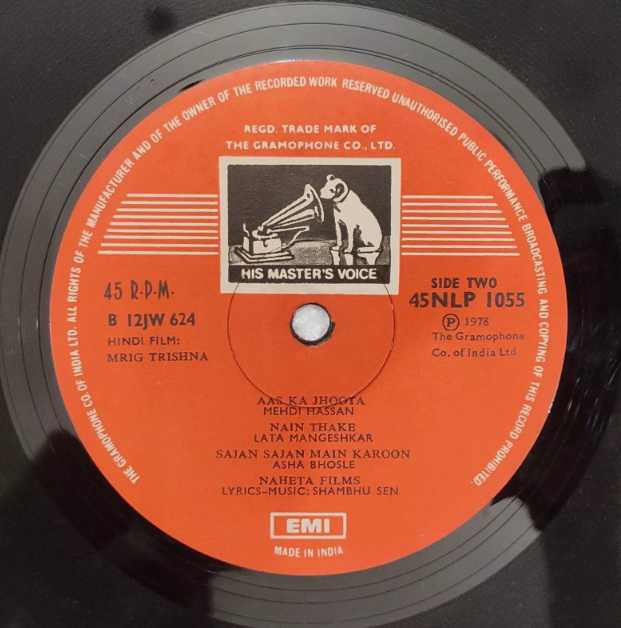 THE GRAMOPHONE CO. OF INDIA LTD. ALL RIGHTS OF THE MANUFACTURER AND OF THE OWNER OF THE RECORDED WORK RESERVED UNAUTHORISED PUBLIC PERFORMANCE BROADCASTING AND COPYING OF THIS RECORD PROHIBITED.
REGD. TRADE MARK OF
THE GRAMOPHONE CO., LTD.
HIS MASTER'S VOICE
45 R·P·M·
B 12JW 624
HINDI FILM:
MRIG TRISHNA
SIDE TWO
45NLP 1055
Ⓟ 1978
The Gramophone
Co. of India Ltd
AAS KA JHOOTA
MEHDI HASSAN
NAIN THAKE
LATA MANGESHKAR
SAJAN SAJAN MAIN KAROON
ASHA BHOSLE
NAHETA FILMS
LYRICS-MUSIC: SHAMBHU SEN
EMI
MADE IN INDIA